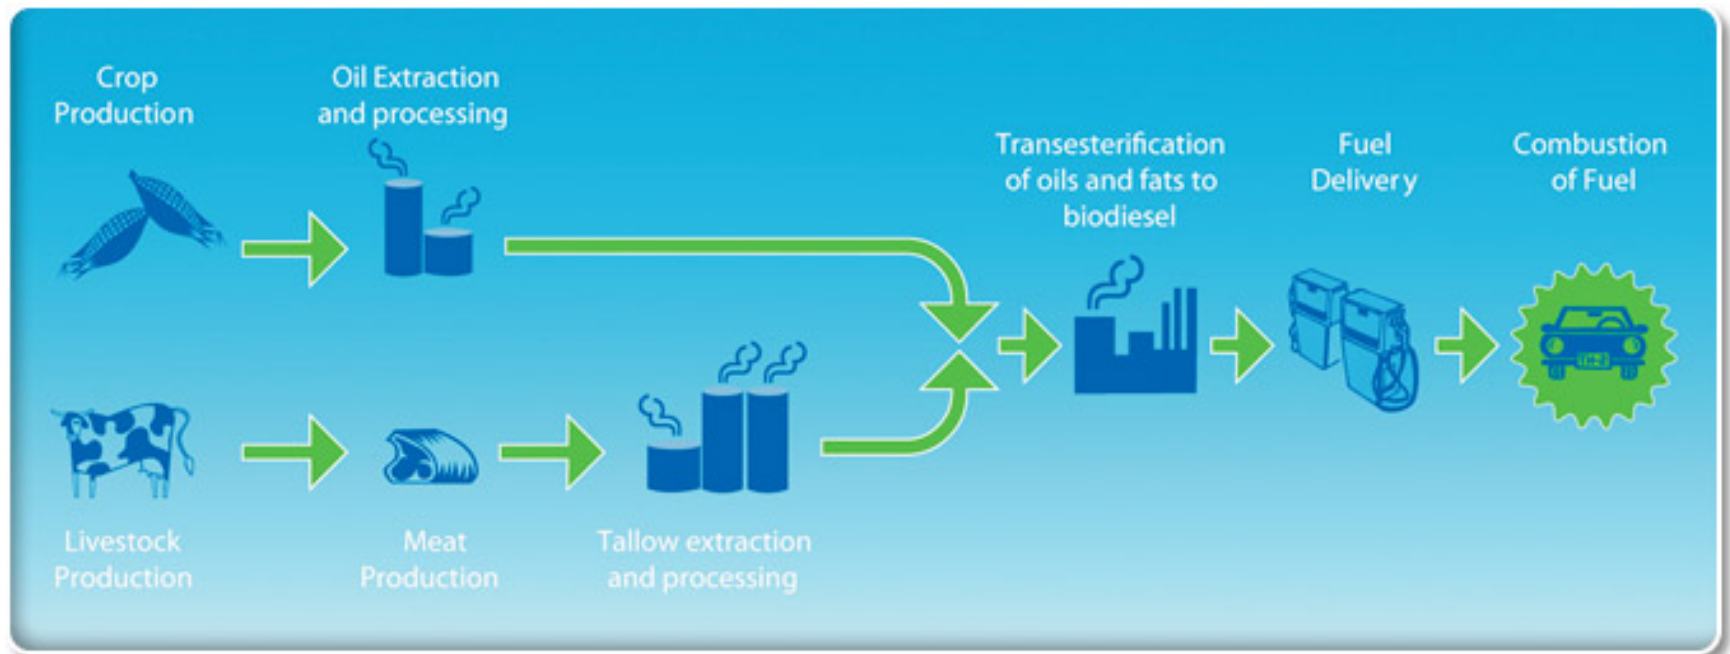 Crop
Production
Oil Extraction
and processing
Transesterification
of oils and fats to
biodiesel
Fuel
Delivery
Combustion
of Fuel
Livestock
Production
Meat
Production
Tallow extraction
and processing